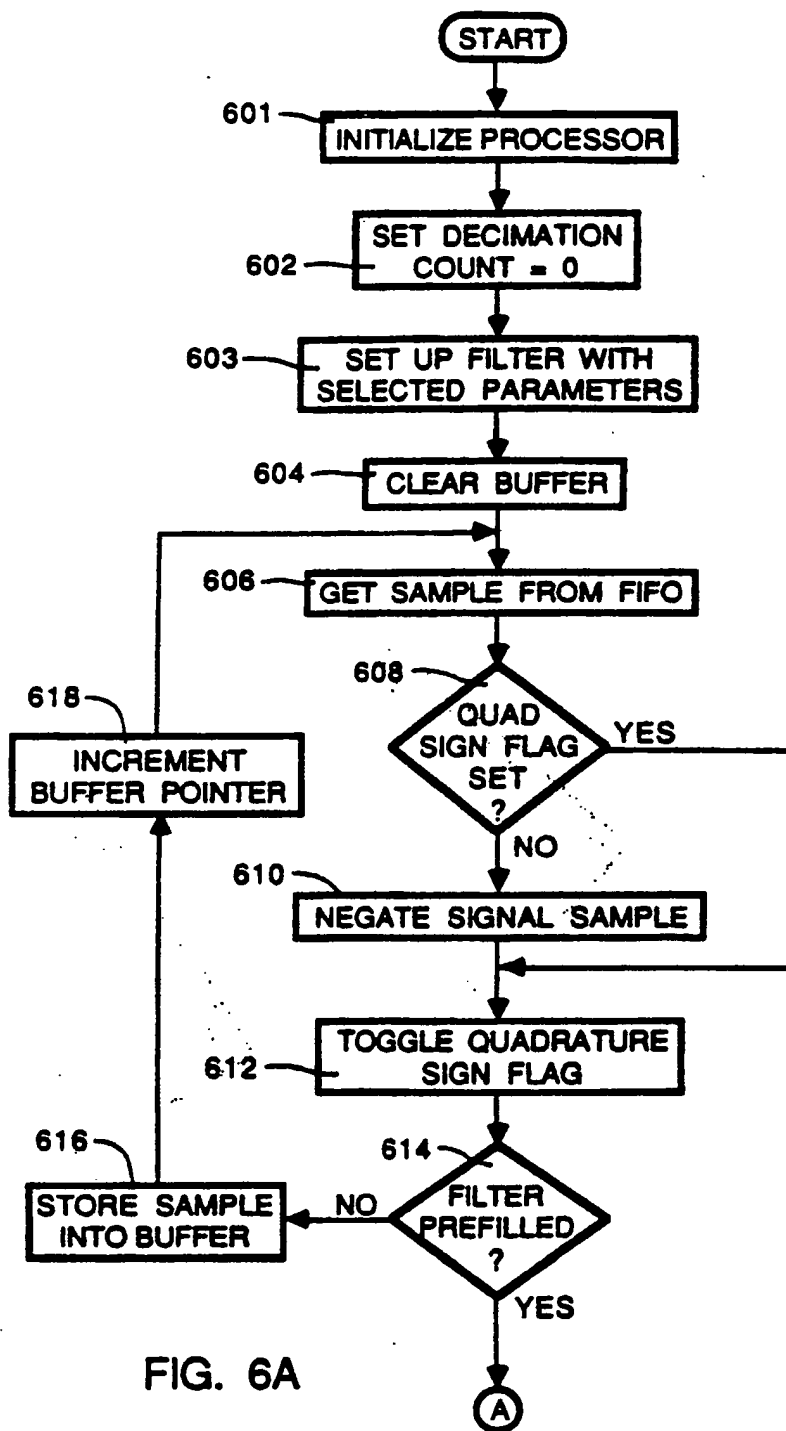 START
601
INITIALIZE PROCESSOR
SET DECIMATION
COUNT = 0
602
603
SET UP FILTER WITH
SELECTED PARAMETERS
604
CLEAR BUFFER
606
GET SAMPLE FROM FIFO
608
618
QUAD
SIGN FLAG
SET
?
YES
INCREMENT
BUFFER POINTER
NO
610
NEGATE SIGNAL SAMPLE
TOGGLE QUADRATURE
SIGN FLAG
612
616
614
STORE SAMPLE
INTO BUFFER
NO
FILTER
PREFILLED
?
YES
FIG. 6A
A